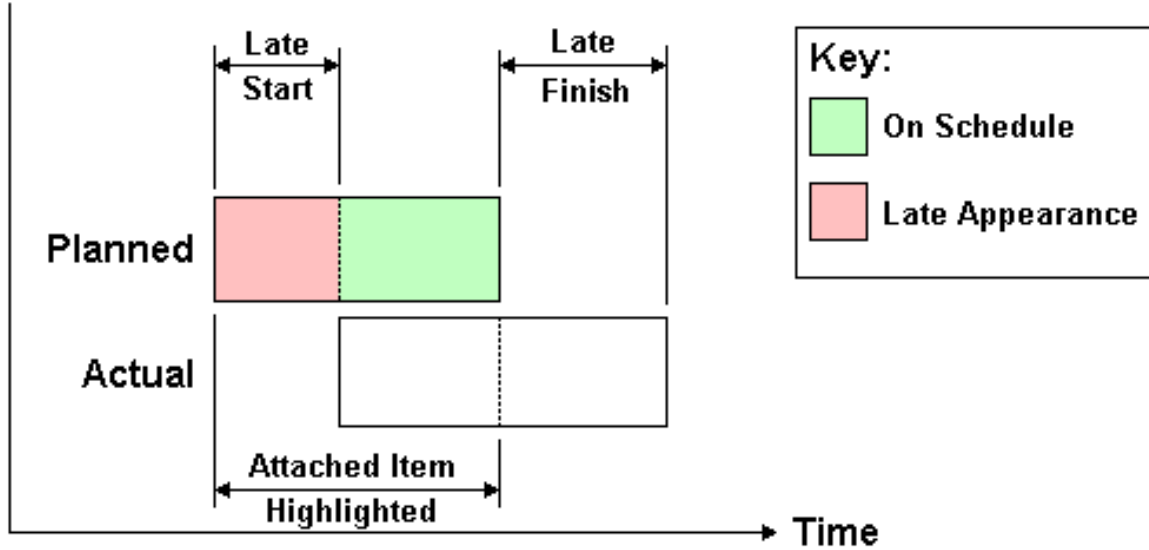 Late
Start
Late
Finish
Key:
On Schedule
Late Appearance
Planned
Actual
Attached Item
Highlighted
Time